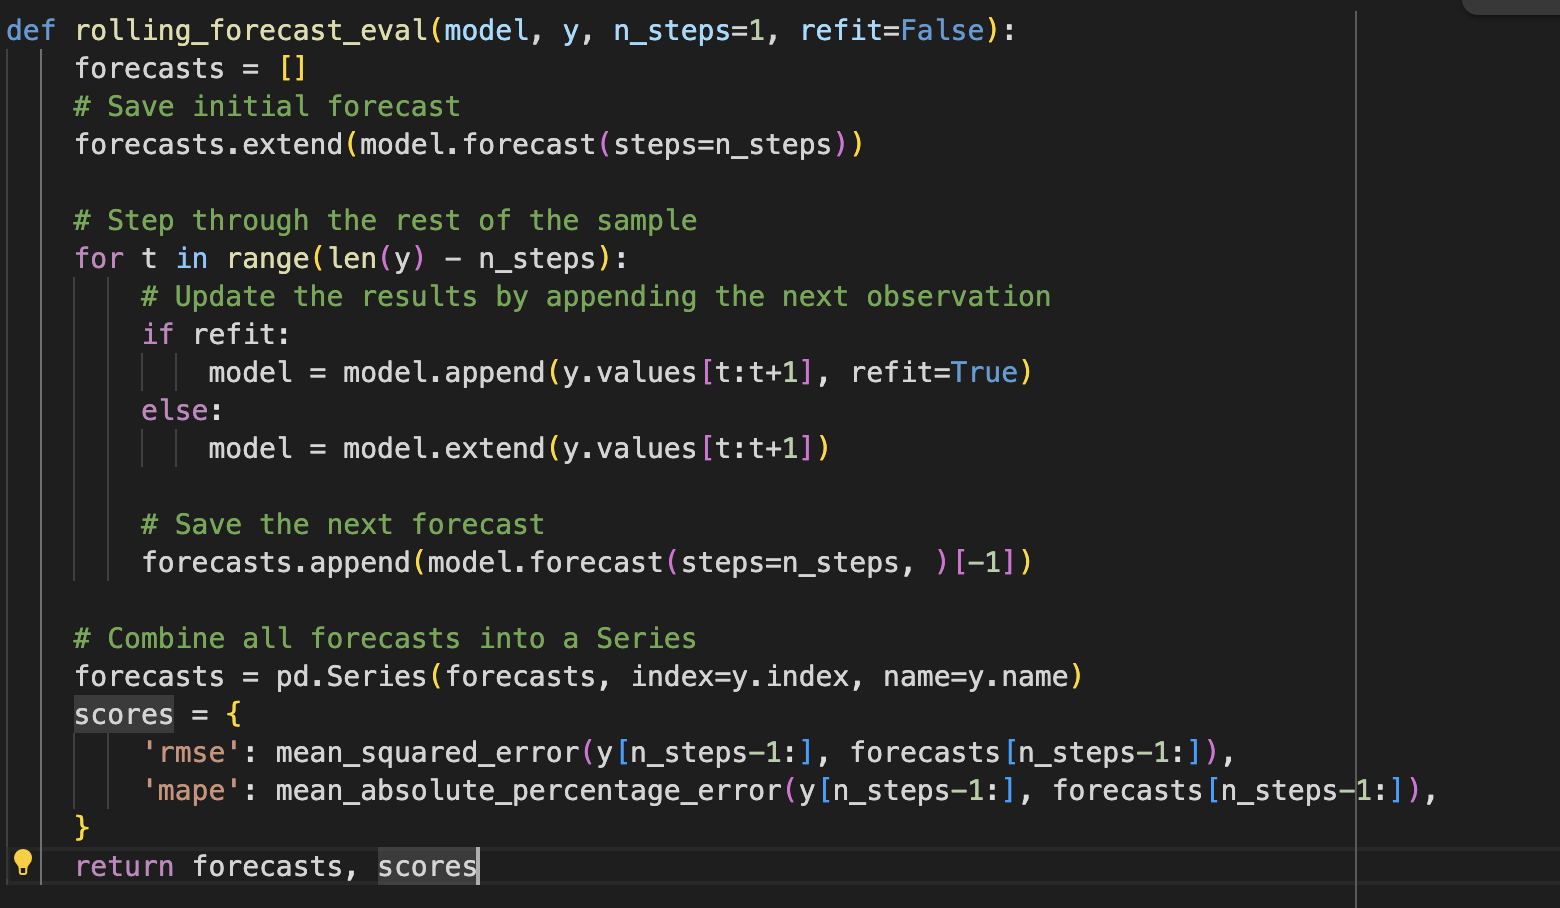 def rolling_forecast_eval(model, y, n_steps=1, refit=False):
    forecasts = []
    # Save initial forecast
    forecasts.extend(model.forecast(steps=n_steps))

    # Step through the rest of the sample
    for t in range(len(y) - n_steps):
        # Update the results by appending the next observation
        if refit:
            model = model.append(y.values[t:t+1], refit=True)
        else:
            model = model.extend(y.values[t:t+1])

        # Save the next forecast
        forecasts.append(model.forecast(steps=n_steps, )[-1])

    # Combine all forecasts into a Series
    forecasts = pd.Series(forecasts, index=y.index, name=y.name)
    scores = {
        'rmse': mean_squared_error(y[n_steps-1:], forecasts[n_steps-1:]),
        'mape': mean_absolute_percentage_error(y[n_steps-1:], forecasts[n_steps-1:]),
    }
    return forecasts, scores